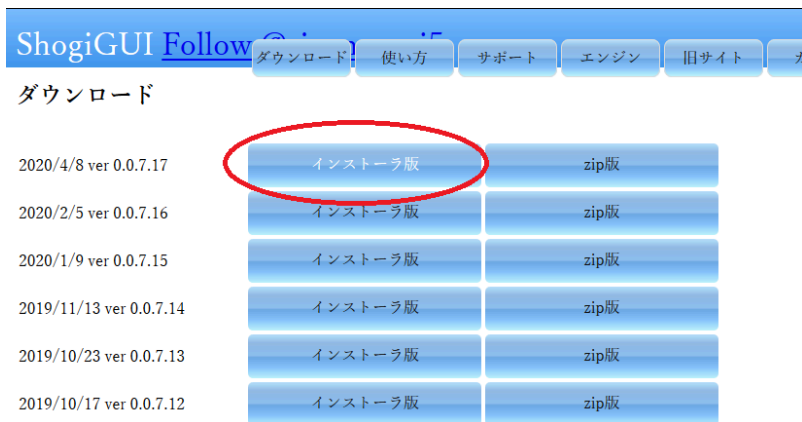 ShogiGUI Follow
ダウンロード 使い方 サポート エンジン 旧サイト
ダウンロード
2020/4/8 ver 0.0.7.17 インストーラ版 zip版
2020/2/5 ver 0.0.7.16 インストーラ版 zip版
2020/1/9 ver 0.0.7.15 インストーラ版 zip版
2019/11/13 ver 0.0.7.14 インストーラ版 zip版
2019/10/23 ver 0.0.7.13 インストーラ版 zip版
2019/10/17 ver 0.0.7.12 インストーラ版 zip版